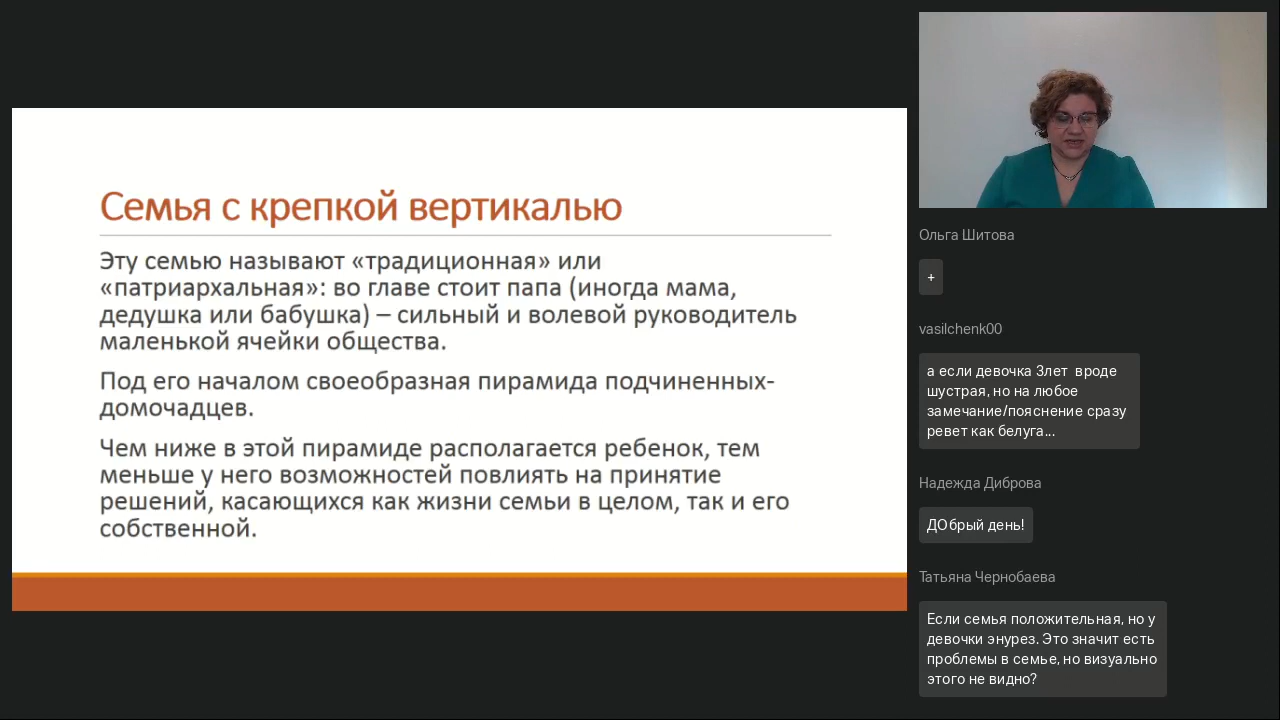 Семья с крепкой вертикалью
Эту семью называют «традиционная» или
«патриархальная»: во главе стоит папа (иногда мама,
дедушка или бабушка) – сильный и волевой руководитель
маленькой ячейки общества.
Под его началом своеобразная пирамида подчиненных-
домочадцев.
Чем ниже в этой пирамиде располагается ребенок, тем
меньше у него возможностей повлиять на принятие
решений, касающихся как жизни семьи в целом, так и его
собственной.
Ольга Шитова
+
vasilchenk00
а если девочка 3лет вроде
шустрая, но на любое
замечание/пояснение сразу
ревет как белуга...
Надежда Диброва
ДОбрый день!
Татьяна Чернобаева
Если семья положительная, но у
девочки энурез. Это значит есть
проблемы в семье, но визуально
этого не видно?